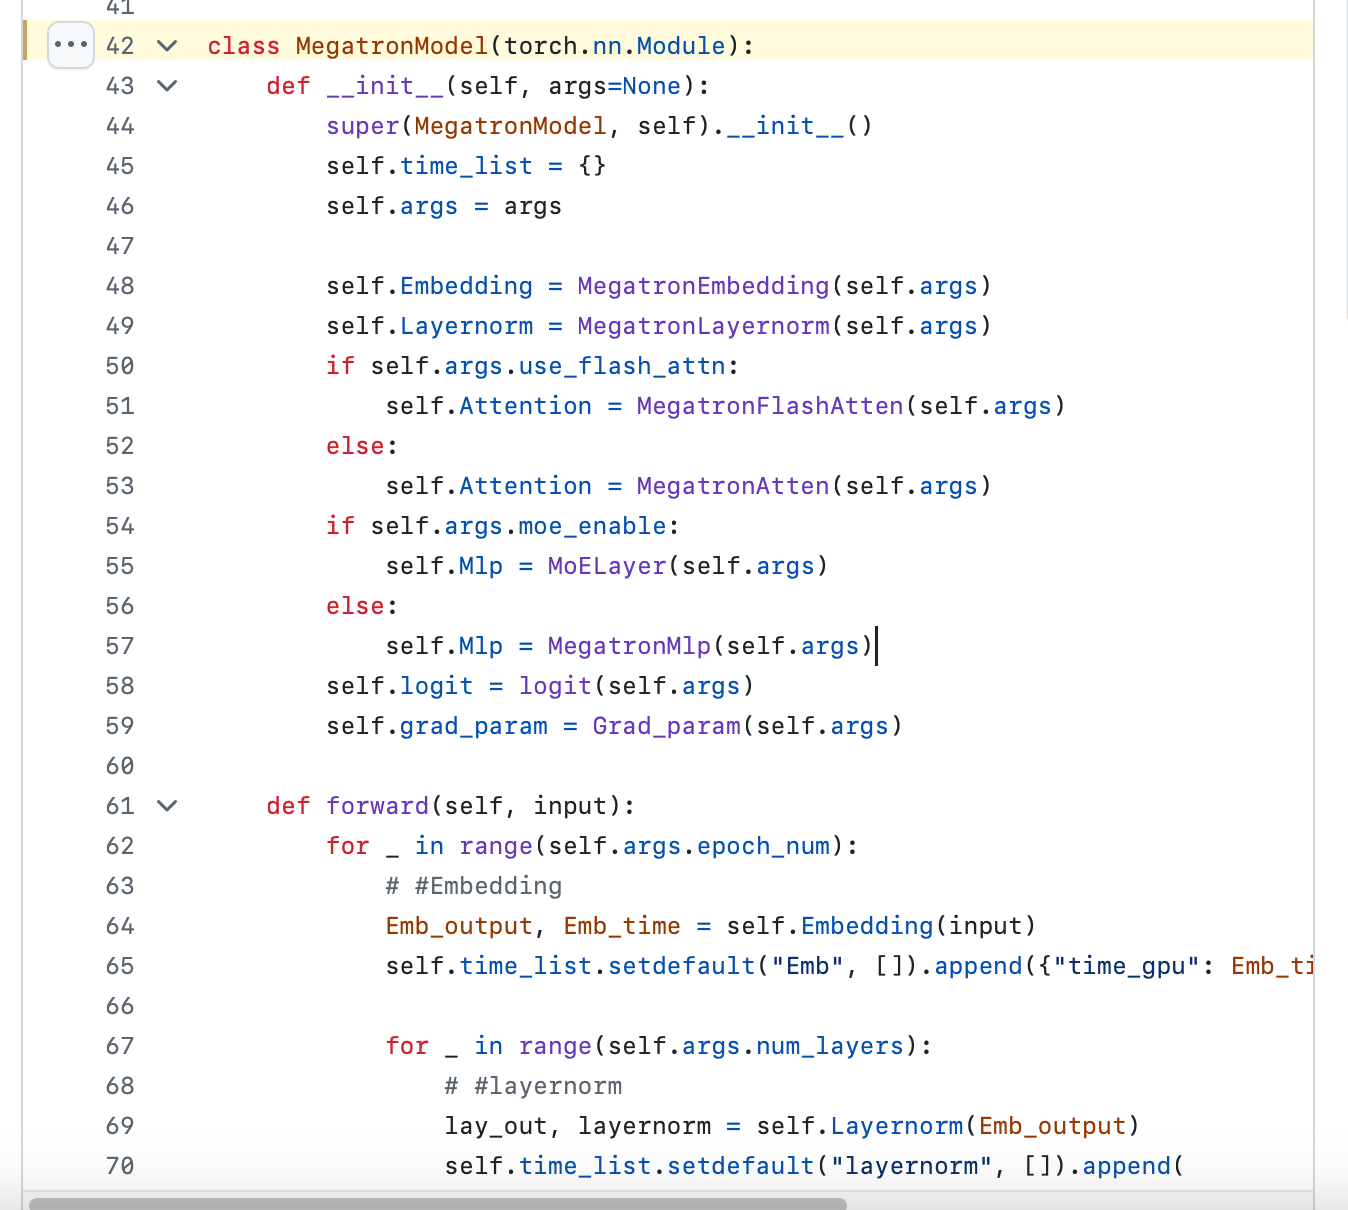 41
42 class MegatronModel(torch.nn.Module):
43     def __init__(self, args=None):
44         super(MegatronModel, self).__init__()
45         self.time_list = {}
46         self.args = args
47
48         self.Embedding = MegatronEmbedding(self.args)
49         self.Layernorm = MegatronLayernorm(self.args)
50         if self.args.use_flash_attn:
51             self.Attention = MegatronFlashAtten(self.args)
52         else:
53             self.Attention = MegatronAtten(self.args)
54         if self.args.moe_enable:
55             self.Mlp = MoELayer(self.args)
56         else:
57             self.Mlp = MegatronMlp(self.args)
58         self.logit = logit(self.args)
59         self.grad_param = Grad_param(self.args)
60
61     def forward(self, input):
62         for _ in range(self.args.epoch_num):
63             # #Embedding
64             Emb_output, Emb_time = self.Embedding(input)
65             self.time_list.setdefault("Emb", []).append({"time_gpu": Emb_ti
66
67             for _ in range(self.args.num_layers):
68                 # #layernorm
69                 lay_out, layernorm = self.Layernorm(Emb_output)
70                 self.time_list.setdefault("layernorm", []).append(